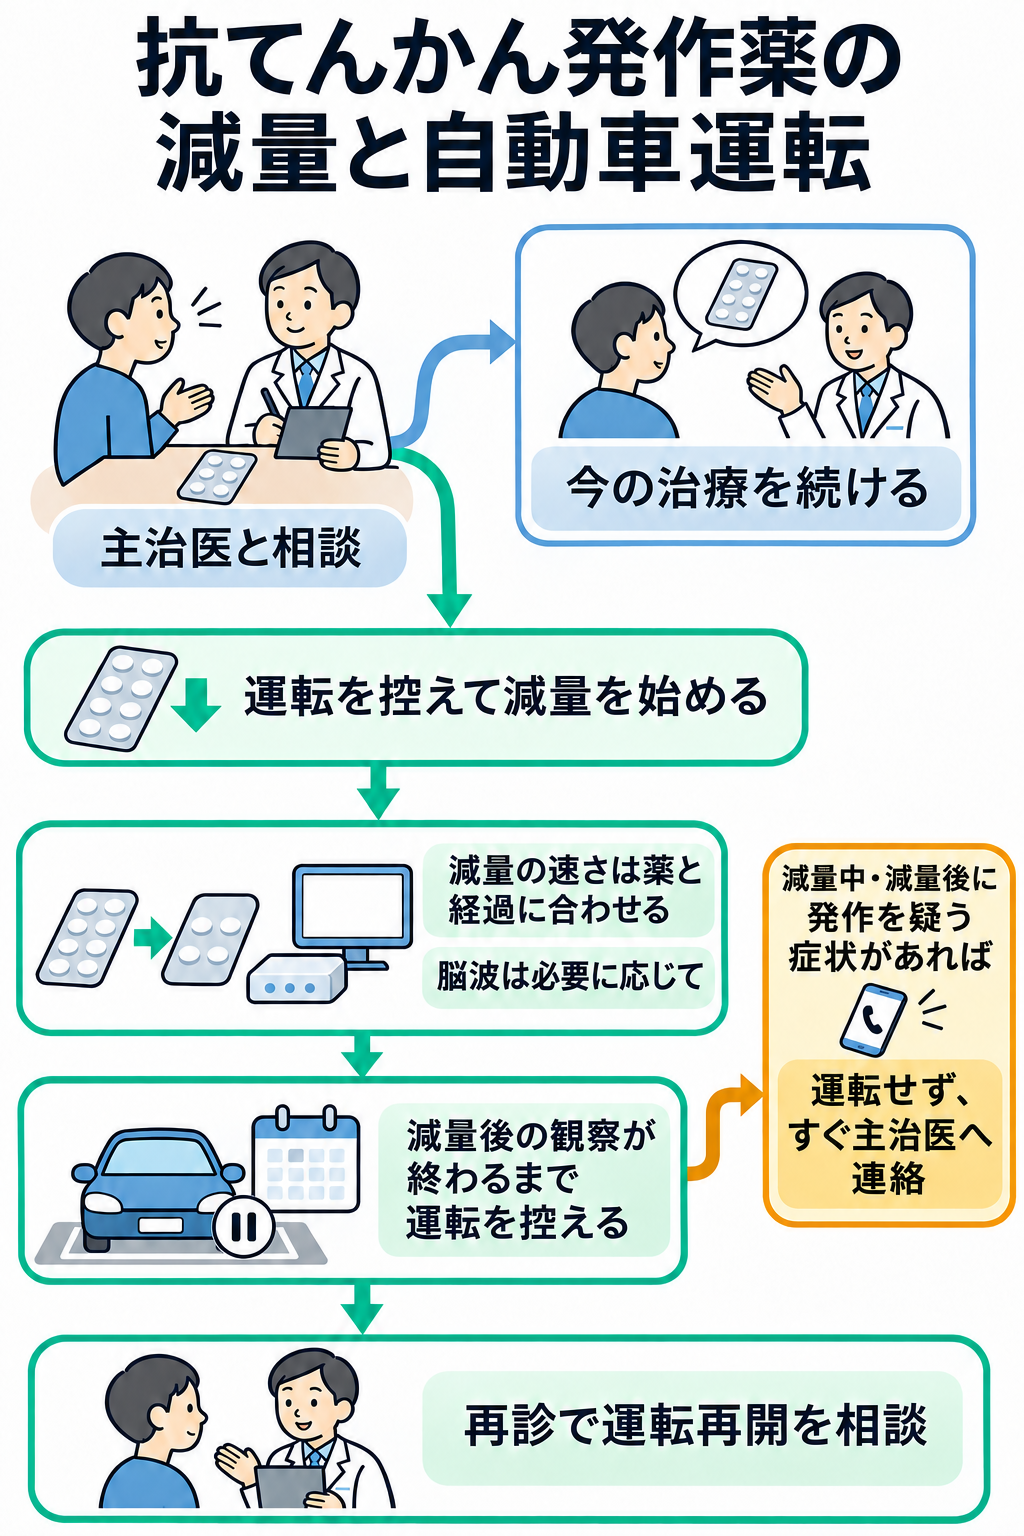 抗てんかん発作薬の
減量と自動車運転
主治医と相談
今の治療を続ける
運転を控えて減量を始める
減量の速さは薬と
経過に合わせる
脳波は必要に応じて
減量中・減量後に
発作を疑う
症状があれば
運転せず、
すぐ主治医へ
連絡
減量後の観察が
終わるまで
運転を控える
再診で運転再開を相談